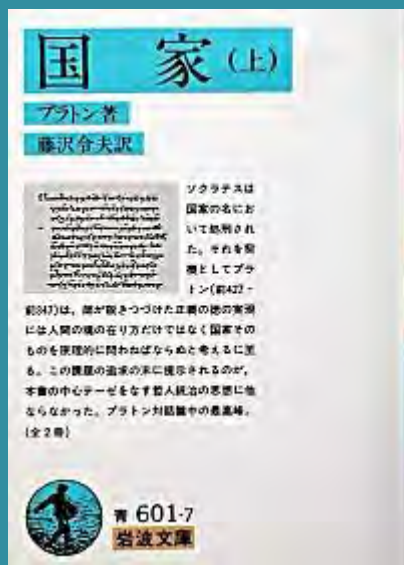 国家(上)
プラトン著
藤沢令夫訳
ソクラテスは
国家の名にお
いて処刑され
た。それを契
機としてプラ
トン(前427-
前347)は、師が説きつづけた正義の徳の実現
には人間の魂の在り方だけではなく国家その
ものを原理的に問わねばならぬと考えるに至
る。この課題の追求の末に提示されるのが、
本書の中心テーゼをなす哲人統治の思想に他
ならなかった。プラトン対話篇中の最高峰。
(全2冊)
青 601-7
岩波文庫